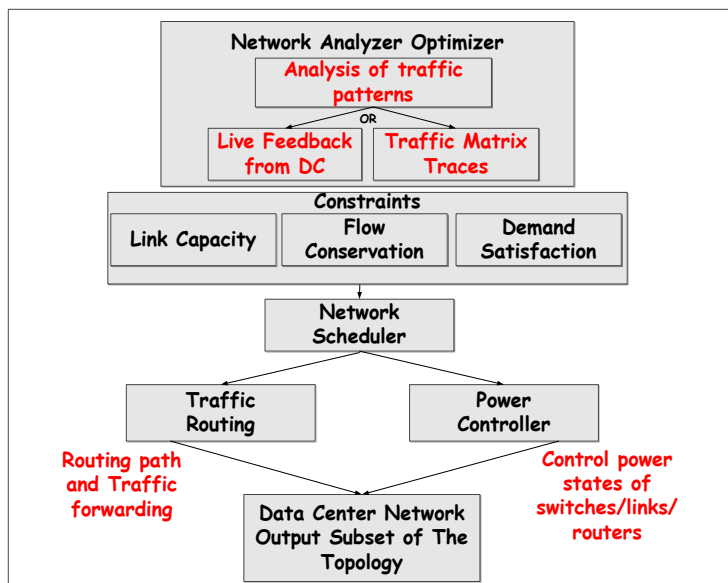 Network Analyzer Optimizer
Analysis of traffic
patterns
OR
Live Feedback
from DC
Traffic Matrix
Traces
Constraints
Link Capacity
Flow
Conservation
Demand
Satisfaction
Network
Scheduler
Traffic
Routing
Power
Controller
Routing path
and Traffic
forwarding
Control power
states of
switches/links/
routers
Data Center Network
Output Subset of The
Topology